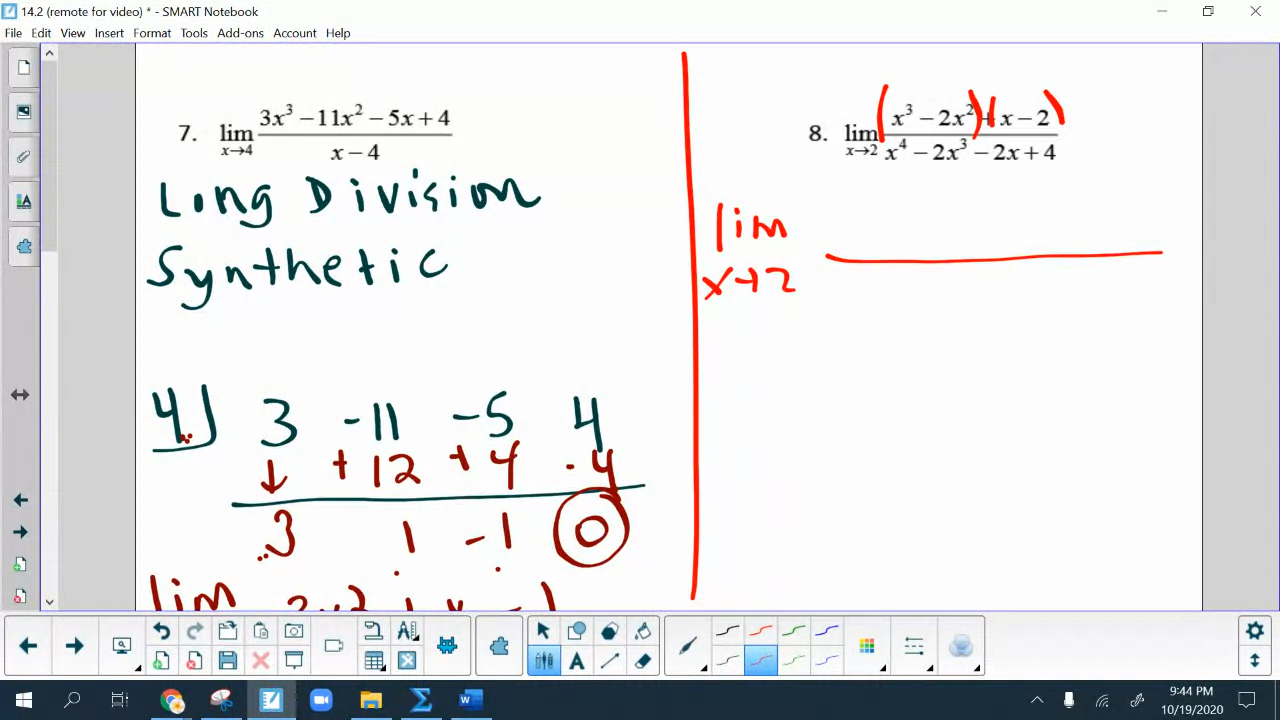 14.2 (remote for video) * - SMART Notebook
File Edit View Insert Format Tools Add-ons Account Help
7. lim x→4 (3x³ − 11x² − 5x + 4)/(x − 4)
Long Division
Synthetic
4 3 -11 -5 4
↓ +12 +4 -4
3 1 -1 0
lim
8. lim x→2 (x³ − 2x²) + (x − 2) / x⁴ − 2x³ − 2x + 4
lim
x→2
9:44 PM
10/19/2020